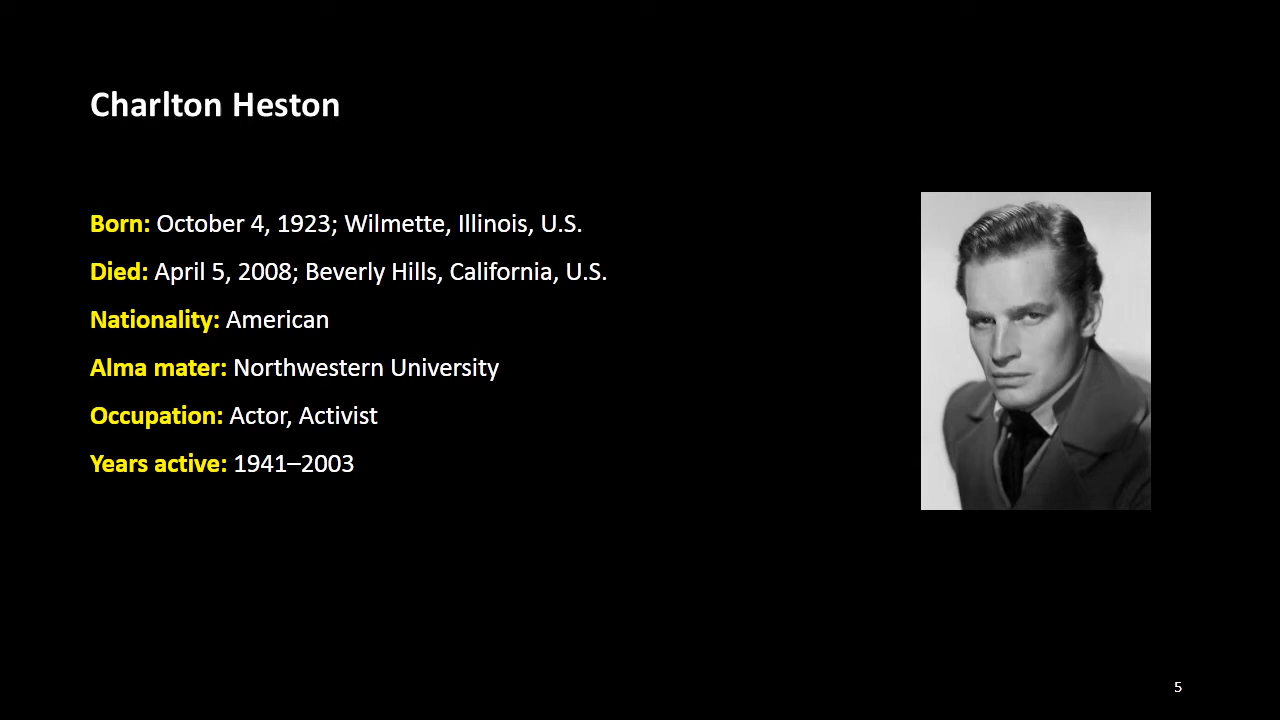 Charlton Heston
Born: October 4, 1923; Wilmette, Illinois, U.S.
Died: April 5, 2008; Beverly Hills, California, U.S.
Nationality: American
Alma mater: Northwestern University
Occupation: Actor, Activist
Years active: 1941–2003
5